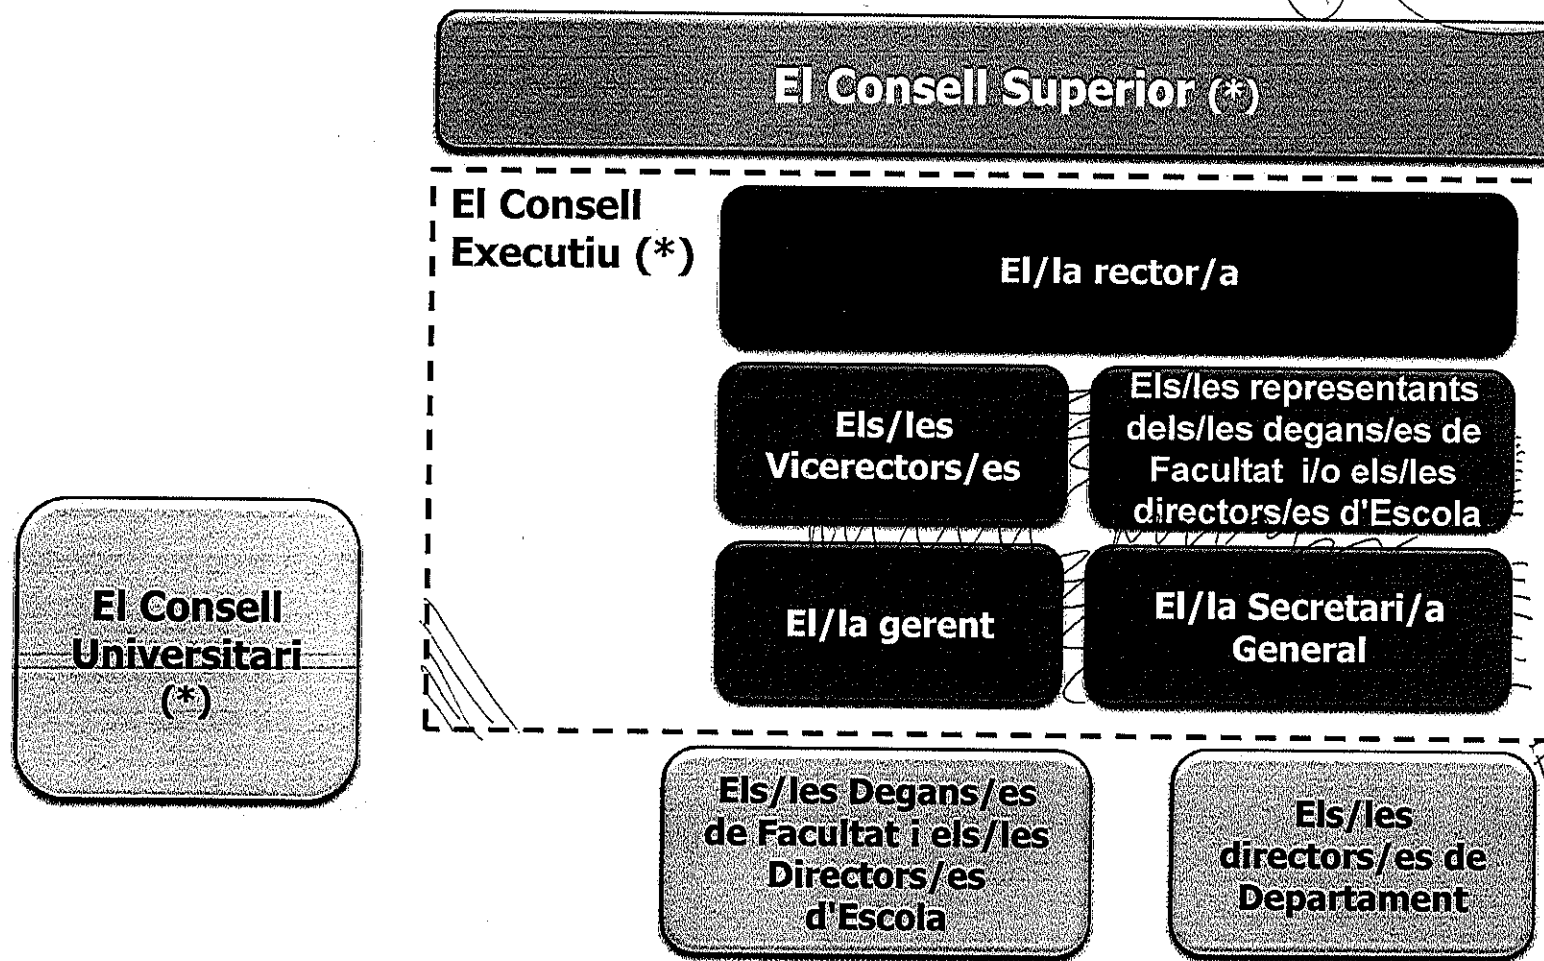 El Consell Superior (*)
El Consell
Executiu (*)
El/la rector/a
Els/les
Vicerectors/es
Els/les representants
dels/les degans/es de
Facultat i/o els/les
directors/es d'Escola
El/la gerent
El/la Secretari/a
General
El Consell
Universitari
(*)
Els/les Degans/es
de Facultat i els/les
Directors/es
d'Escola
Els/les
directors/es de
Departament